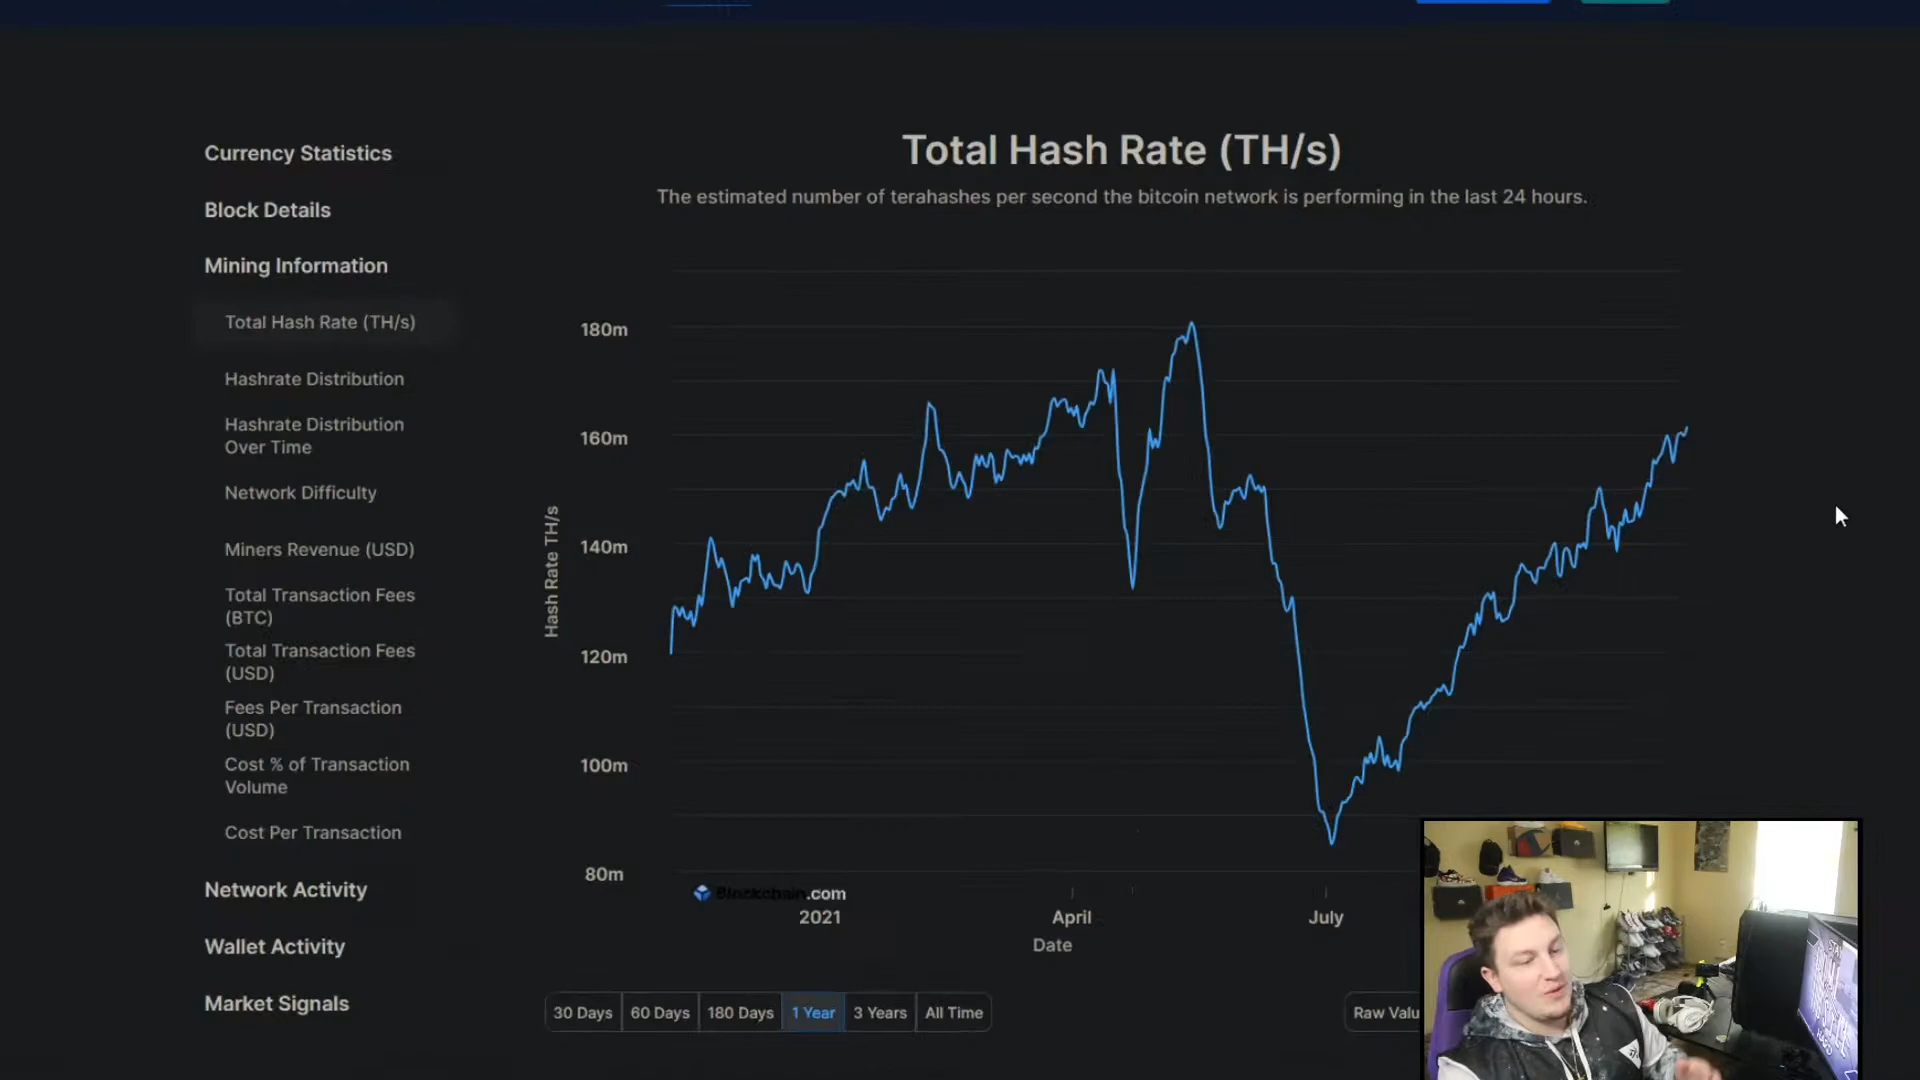 Currency Statistics
Block Details
Mining Information
Total Hash Rate (TH/s)
Hashrate Distribution
Hashrate Distribution
Over Time
Network Difficulty
Miners Revenue (USD)
Total Transaction Fees
(BTC)
Total Transaction Fees
(USD)
Fees Per Transaction
(USD)
Cost % of Transaction
Volume
Cost Per Transaction
Network Activity
Wallet Activity
Market Signals
Total Hash Rate (TH/s)
The estimated number of terahashes per second the bitcoin network is performing in the last 24 hours.
Hash Rate TH/s
180m
160m
140m
120m
100m
80m
Blockchain.com
2021
April
July
Date
30 Days
60 Days
180 Days
1 Year
3 Years
All Time
Raw Valu